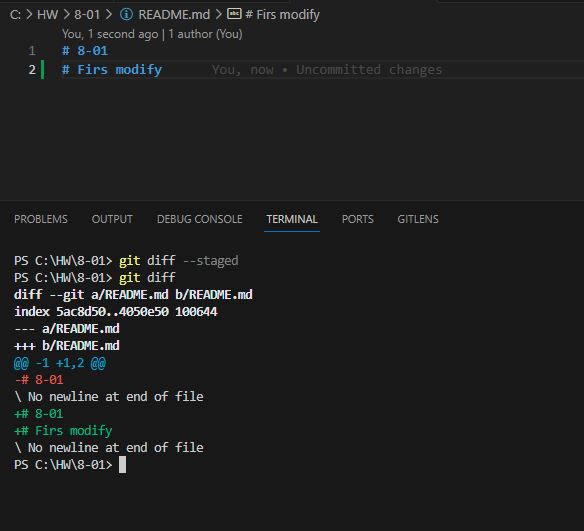 C: > HW > 8-01 > README.md > # Firs modify
You, 1 second ago | 1 author (You)
1 # 8-01
2 # Firs modify You, now • Uncommitted changes
PROBLEMS OUTPUT DEBUG CONSOLE TERMINAL PORTS GITLENS
PS C:\HW\8-01> git diff --staged
PS C:\HW\8-01> git diff
diff --git a/README.md b/README.md
index 5ac8d50..4050e50 100644
--- a/README.md
+++ b/README.md
@@ -1 +1,2 @@
-# 8-01
\ No newline at end of file
+# 8-01
+# Firs modify
\ No newline at end of file
PS C:\HW\8-01>